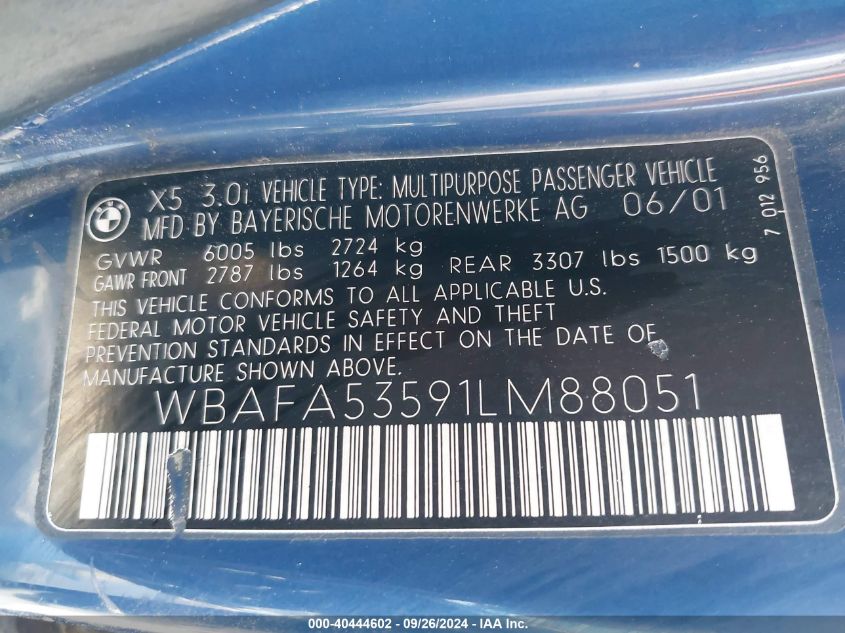 BMW
X5 3.0i VEHICLE TYPE: MULTIPURPOSE PASSENGER VEHICLE
MFD BY BAYERISCHE MOTORENWERKE AG 06/01
GVWR 6005 lbs 2724 kg
GAWR FRONT 2787 lbs 1264 kg REAR 3307 lbs 1500 kg
THIS VEHICLE CONFORMS TO ALL APPLICABLE U.S.
FEDERAL MOTOR VEHICLE SAFETY AND THEFT
PREVENTION STANDARDS IN EFFECT ON THE DATE OF
MANUFACTURE SHOWN ABOVE.
WBAFA53591LM88051
7 012 956
000-40444602 - 09/26/2024 - IAA Inc.